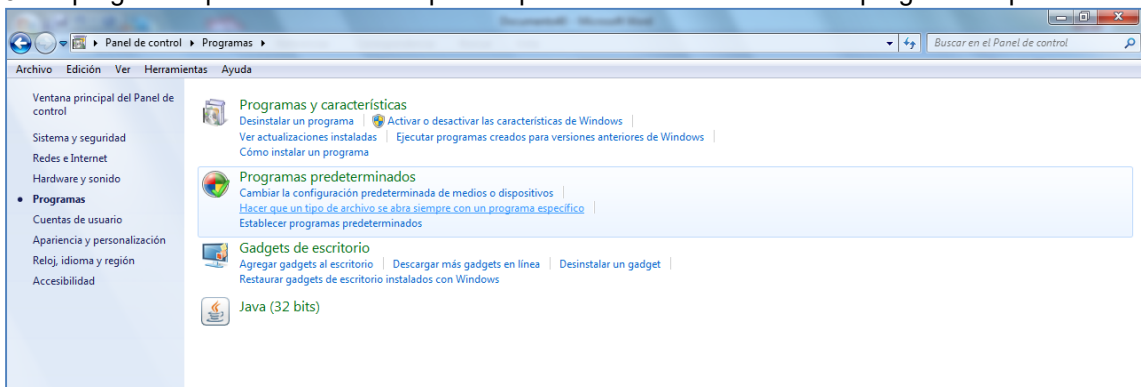 Panel de control ▸ Programas ▸
Buscar en el Panel de control
Archivo Edición Ver Herramientas Ayuda
Ventana principal del Panel de
control
Sistema y seguridad
Redes e Internet
Hardware y sonido
Programas
Cuentas de usuario
Apariencia y personalización
Reloj, idioma y región
Accesibilidad
Programas y características
Desinstalar un programa
Activar o desactivar las características de Windows
Ver actualizaciones instaladas
Ejecutar programas creados para versiones anteriores de Windows
Cómo instalar un programa
Programas predeterminados
Cambiar la configuración predeterminada de medios o dispositivos
Hacer que un tipo de archivo se abra siempre con un programa específico
Establecer programas predeterminados
Gadgets de escritorio
Agregar gadgets al escritorio
Descargar más gadgets en línea
Desinstalar un gadget
Restaurar gadgets de escritorio instalados con Windows
Java (32 bits)